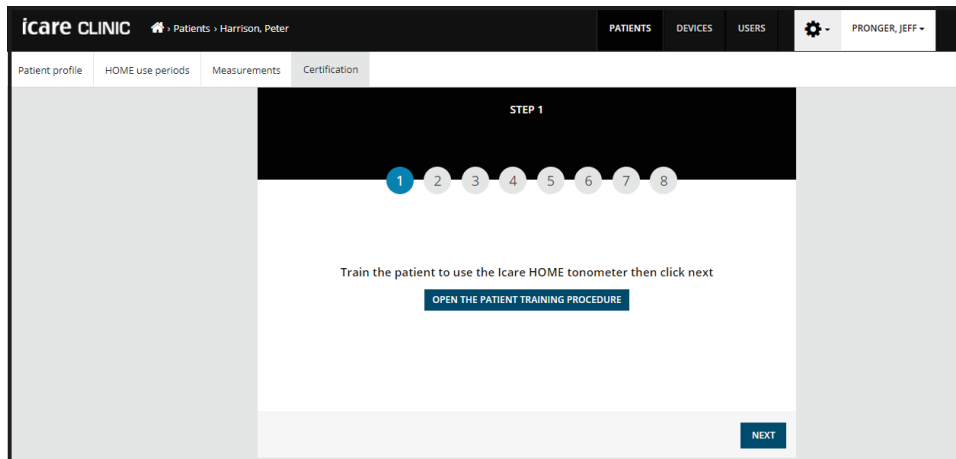 icare CLINIC › Patients › Harrison, Peter PATIENTS DEVICES USERS PRONGER, JEFF
Patient profile HOME use periods Measurements Certification
STEP 1
1 2 3 4 5 6 7 8
Train the patient to use the Icare HOME tonometer then click next
OPEN THE PATIENT TRAINING PROCEDURE
NEXT